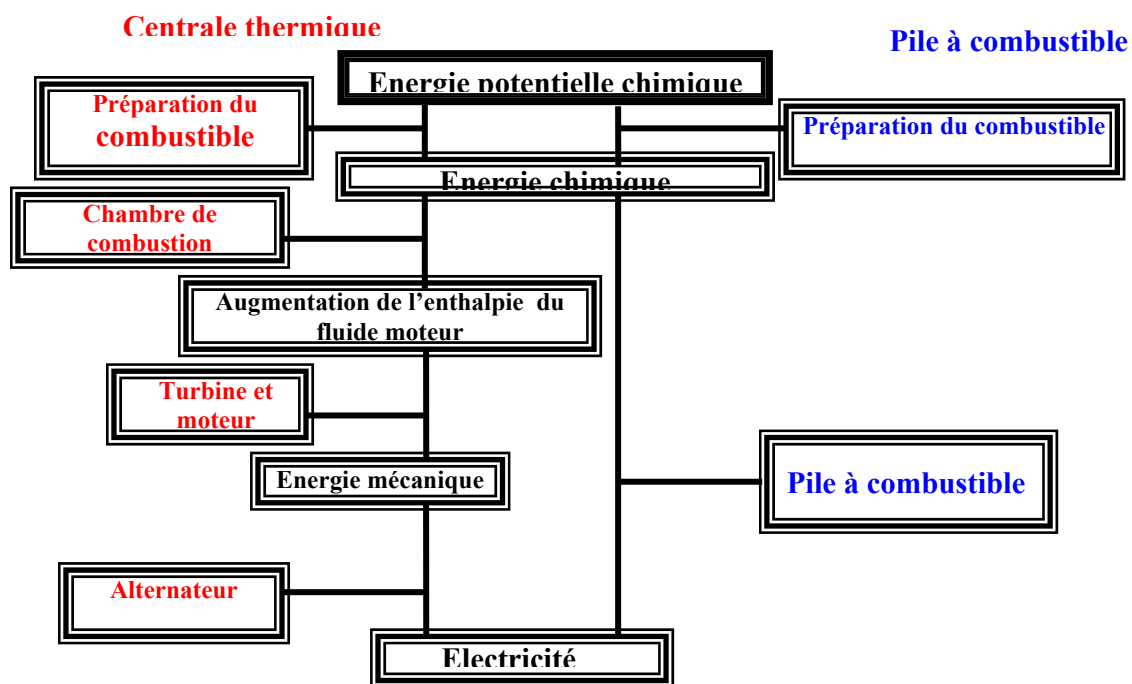 Centrale thermique
Pile à combustible
Energie potentielle chimique
Préparation du
combustible
Préparation du combustible
Energie chimique
Chambre de
combustion
Augmentation de l’enthalpie du
fluide moteur
Turbine et
moteur
Energie mécanique
Pile à combustible
Alternateur
Electricité